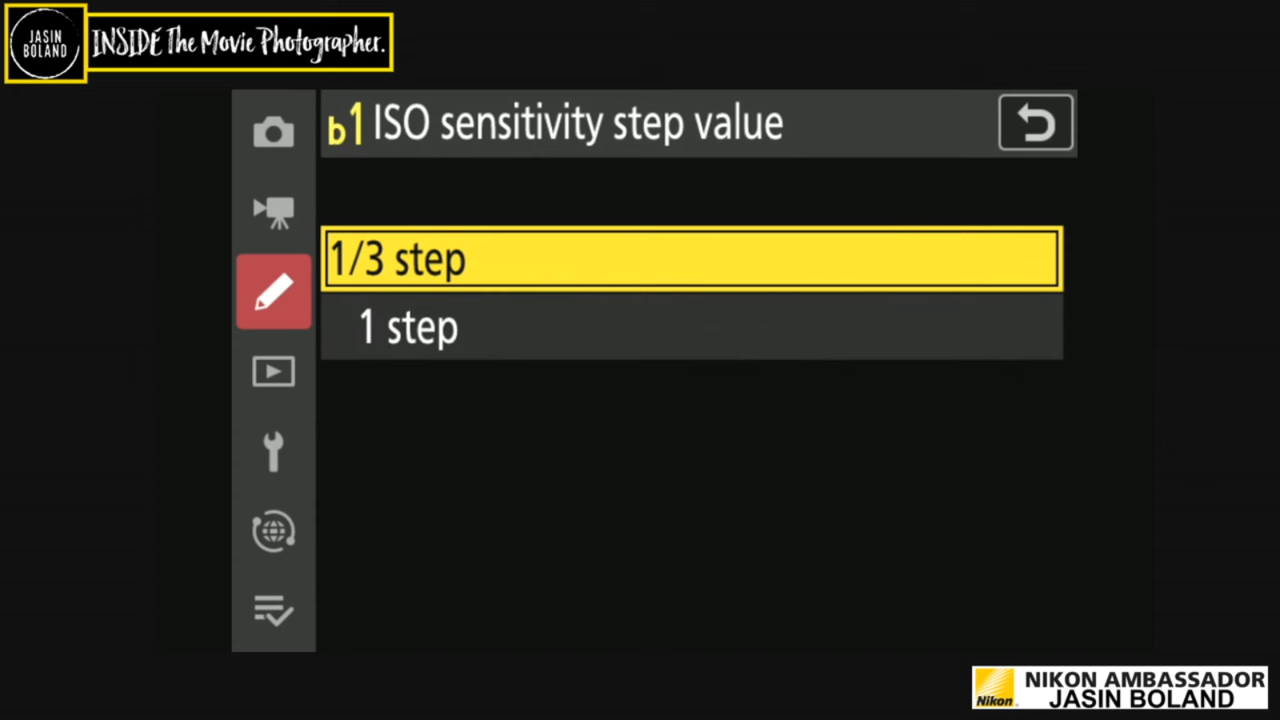 JASIN
BOLAND
INSIDE The Movie Photographer.
b1 ISO sensitivity step value
1/3 step
1 step
Nikon
NIKON AMBASSADOR
JASIN BOLAND